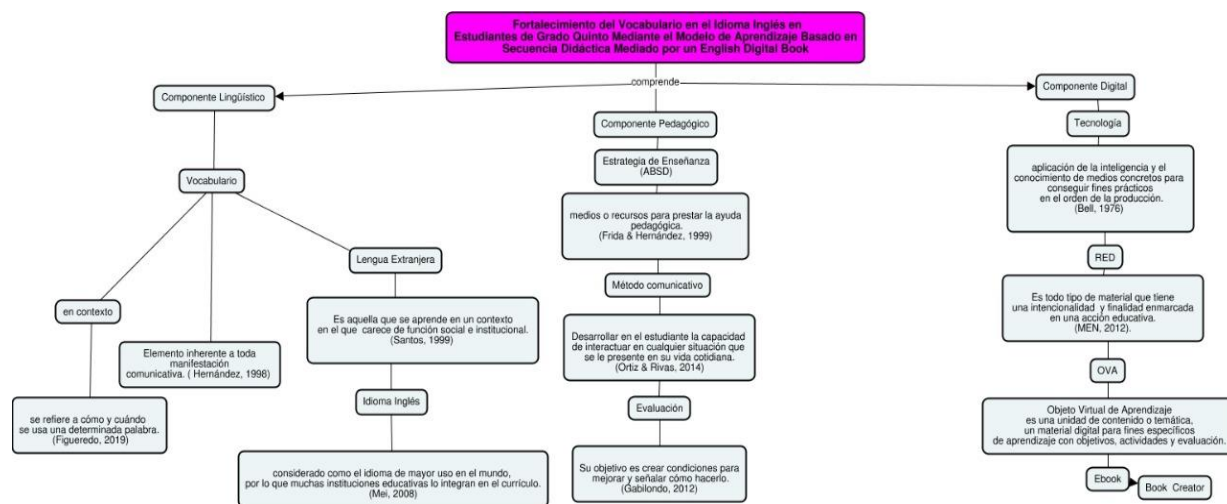 Fortalecimiento del Vocabulario en el Idioma Inglés en
Estudiantes de Grado Quinto Mediante el Modelo de Aprendizaje Basado en
Secuencia Didáctica Mediado por un English Digital Book
comprende
Componente Lingüístico
Vocabulario
en contexto
se refiere a cómo y cuándo
se usa una determinada palabra.
(Figueredo, 2019)
Elemento inherente a toda
manifestación
comunicativa. ( Hernández, 1998)
Lengua Extranjera
Es aquella que se aprende en un contexto
en el que carece de función social e institucional.
(Santos, 1999)
Idioma Inglés
considerado como el idioma de mayor uso en el mundo,
por lo que muchas instituciones educativas lo integran en el currículo.
(Mei, 2008)
Componente Pedagógico
Estrategia de Enseñanza
(ABSD)
medios o recursos para prestar la ayuda
pedagógica.
(Frida & Hernández, 1999)
Método comunicativo
Desarrollar en el estudiante la capacidad
de interactuar en cualquier situación que
se le presente en su vida cotidiana.
(Ortiz & Rivas, 2014)
Evaluación
Su objetivo es crear condiciones para
mejorar y señalar cómo hacerlo.
(Gabilondo, 2012)
Componente Digital
Tecnología
aplicación de la inteligencia y el
conocimiento de medios concretos para
conseguir fines prácticos
en el orden de la producción.
(Bell, 1976)
RED
Es todo tipo de material que tiene
una intencionalidad y finalidad enmarcada
en una acción educativa.
(MEN, 2012).
OVA
Objeto Virtual de Aprendizaje
es una unidad de contenido o temática,
un material digital para fines específicos
de aprendizaje con objetivos, actividades y evaluación.
Ebook
Book Creator